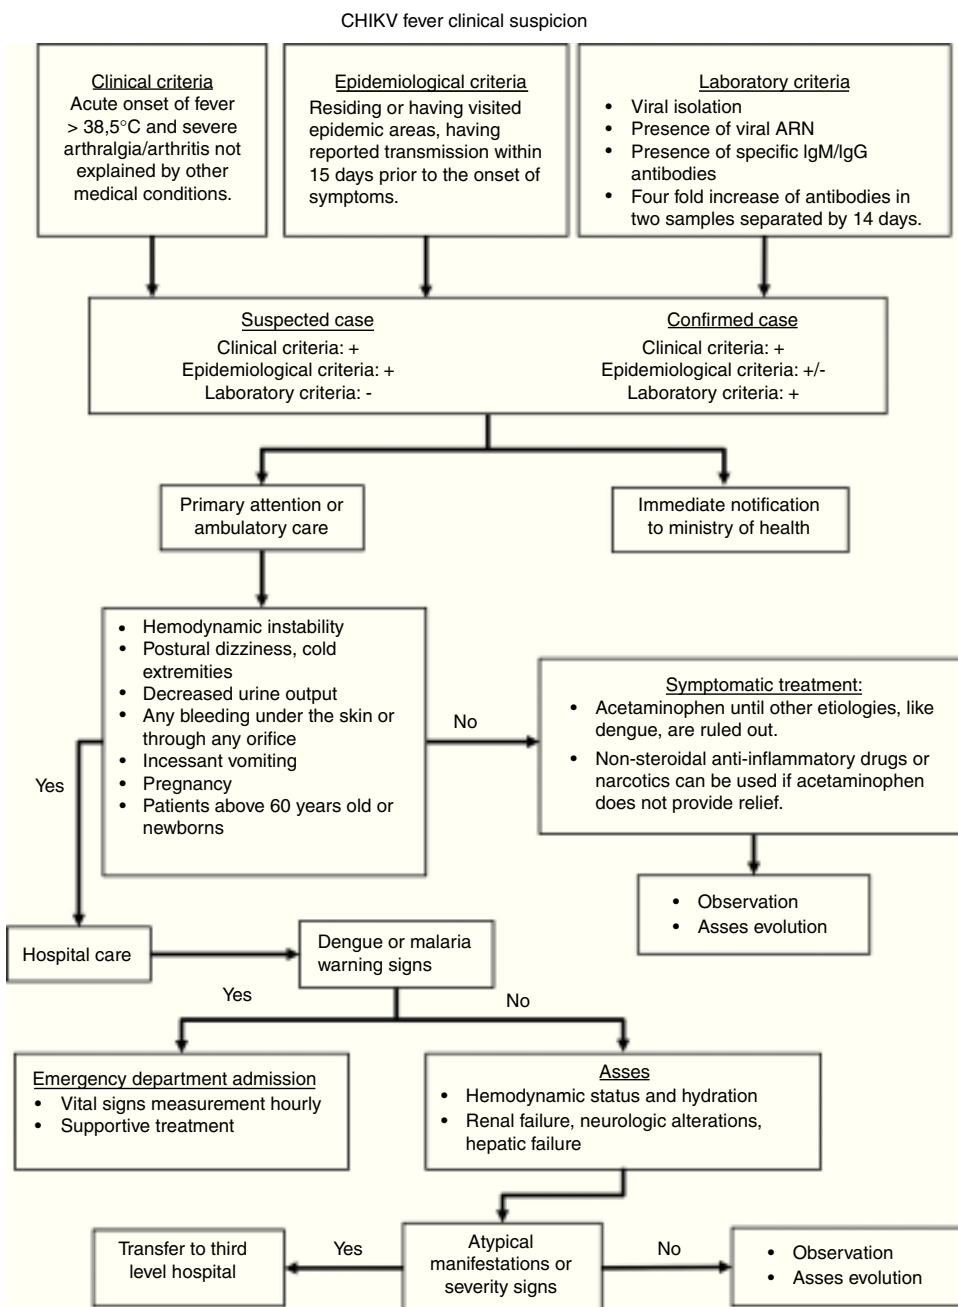 CHIKV fever clinical suspicion
Clinical criteria
Acute onset of fever
> 38,5°C and severe
arthralgia/arthritis not
explained by other
medical conditions.
Epidemiological criteria
Residing or having visited
epidemic areas, having
reported transmission within
15 days prior to the onset of
symptoms.
Laboratory criteria
• Viral isolation
• Presence of viral ARN
• Presence of specific IgM/IgG
antibodies
• Four fold increase of antibodies in
two samples separated by 14 days.
Suspected case
Clinical criteria: +
Epidemiological criteria: +
Laboratory criteria: -
Confirmed case
Clinical criteria: +
Epidemiological criteria: +/-
Laboratory criteria: +
Primary attention or
ambulatory care
Immediate notification
to ministry of health
• Hemodynamic instability
• Postural dizziness, cold
extremities
• Decreased urine output
• Any bleeding under the skin or
through any orifice
• Incessant vomiting
• Pregnancy
• Patients above 60 years old or
newborns
No
Symptomatic treatment:
• Acetaminophen until other etiologies, like
dengue, are ruled out.
• Non-steroidal anti-inflammatory drugs or
narcotics can be used if acetaminophen
does not provide relief.
Yes
• Observation
• Asses evolution
Hospital care
Dengue or malaria
warning signs
Yes
No
Emergency department admission
• Vital signs measurement hourly
• Supportive treatment
Asses
• Hemodynamic status and hydration
• Renal failure, neurologic alterations,
hepatic failure
Transfer to third
level hospital
Yes
Atypical
manifestations or
severity signs
No
• Observation
• Asses evolution